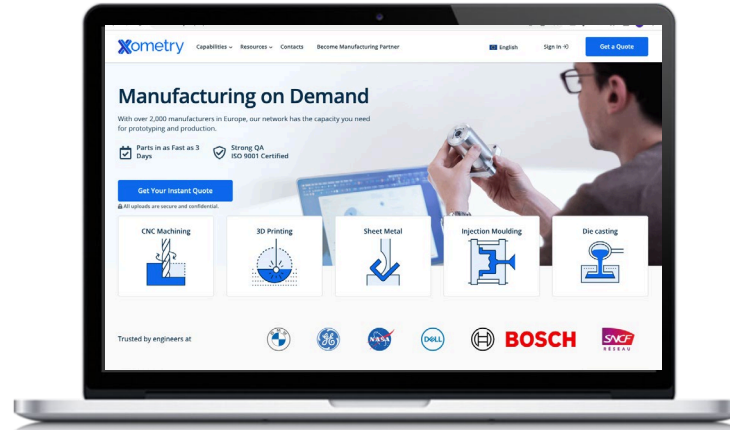 Xometry
Capabilities
Resources
Contacts
Become Manufacturing Partner
English
Sign in
Get a Quote
Manufacturing on Demand
With over 2,000 manufacturers in Europe, our network has the capacity you need
for prototyping and production.
Parts in as Fast as 3
Days
Strong QA
ISO 9001 Certified
Get Your Instant Quote
All uploads are secure and confidential.
CNC Machining
3D Printing
Sheet Metal
Injection Moulding
Die casting
Trusted by engineers at
BMW
GE
NASA
DELL
BOSCH
SNCF
RÉSEAU